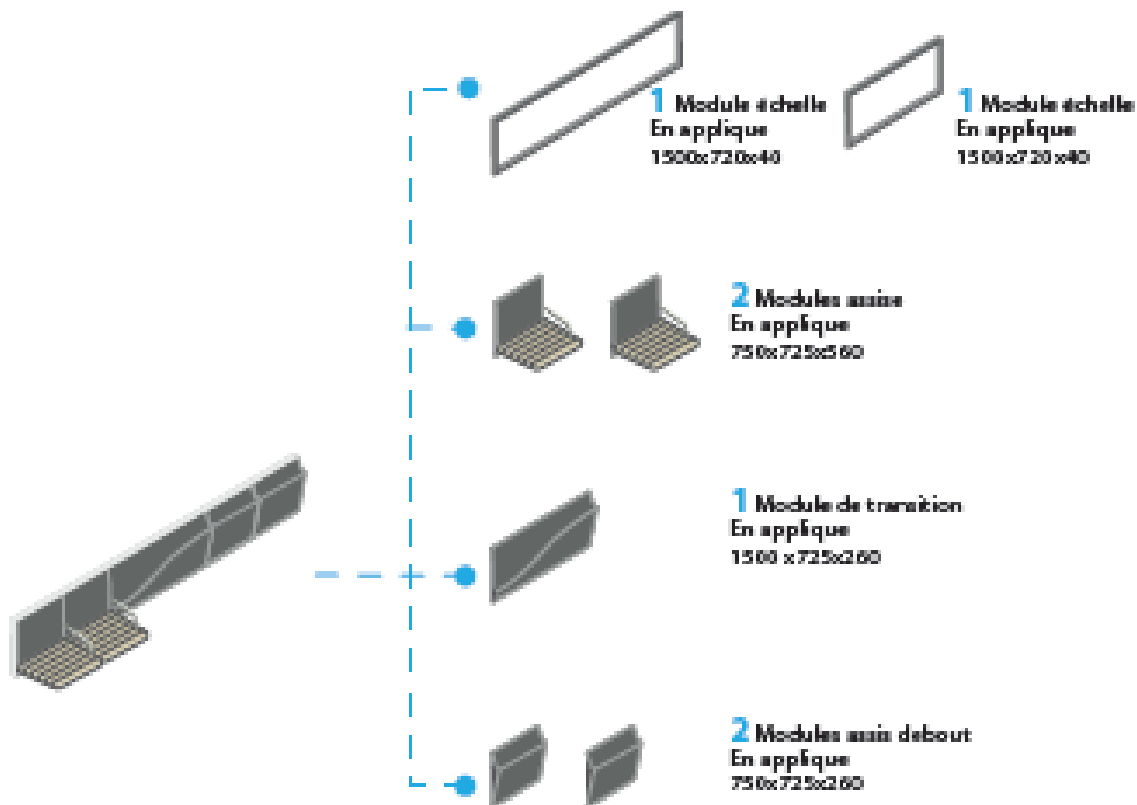 1 Module échelle
En applique
1500x720x40
1 Module échelle
En applique
1500x720x40
2 Modules assise
En applique
750x725x560
1 Module de transition
En applique
1500 x725x260
2 Modules assis debout
En applique
750x725x260